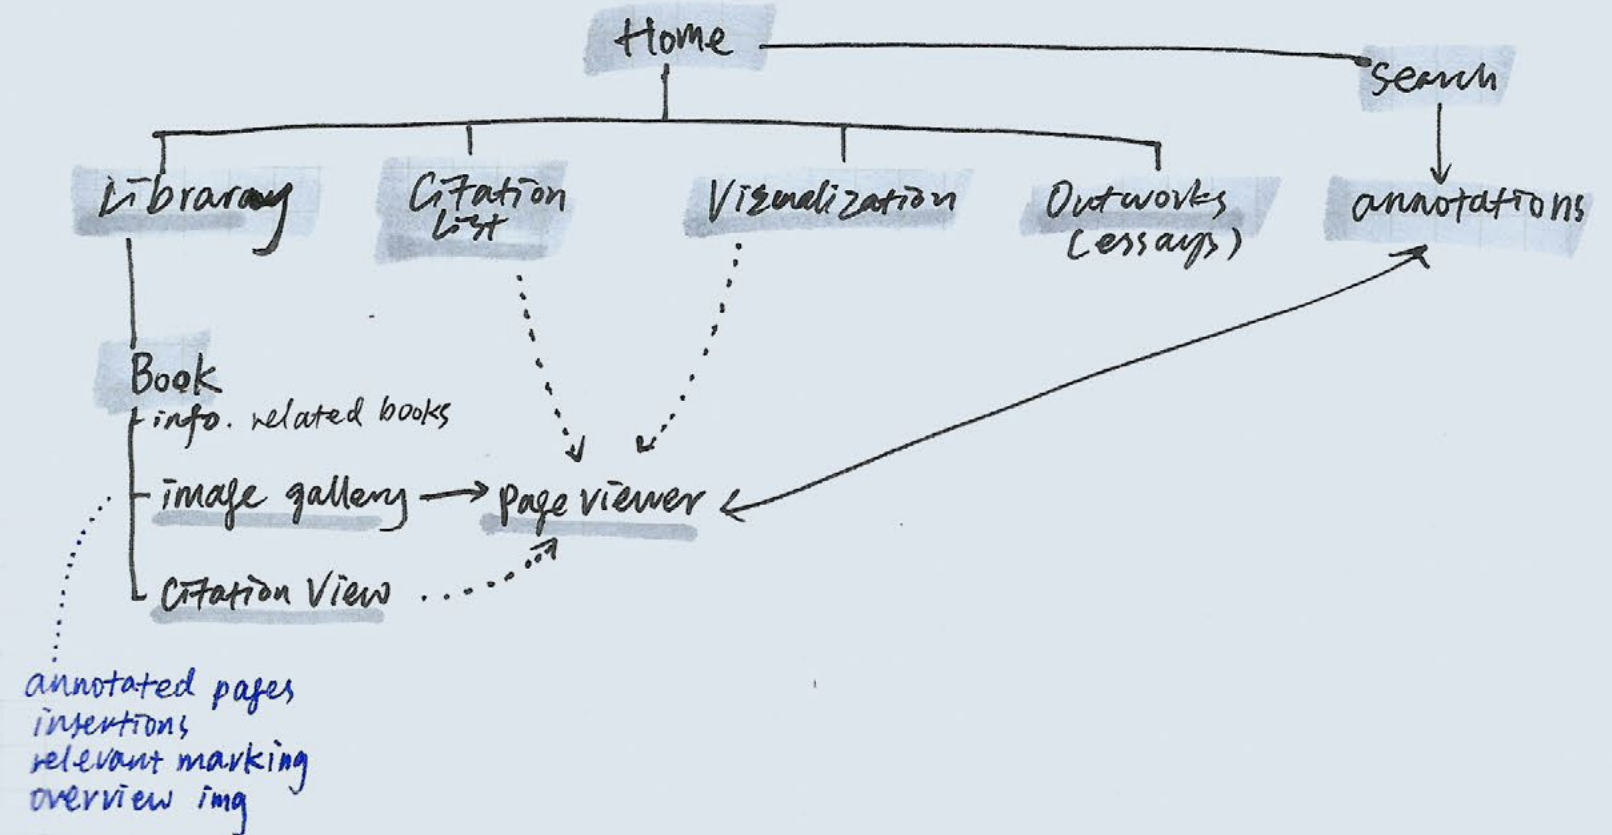 Home
Search
Library
Citation
List
Visualization
Outworks
(essays)
annotations
Book
- info. related books
image gallery
page viewer
Citation View
annotated pages
insertions
relevant marking
overview img